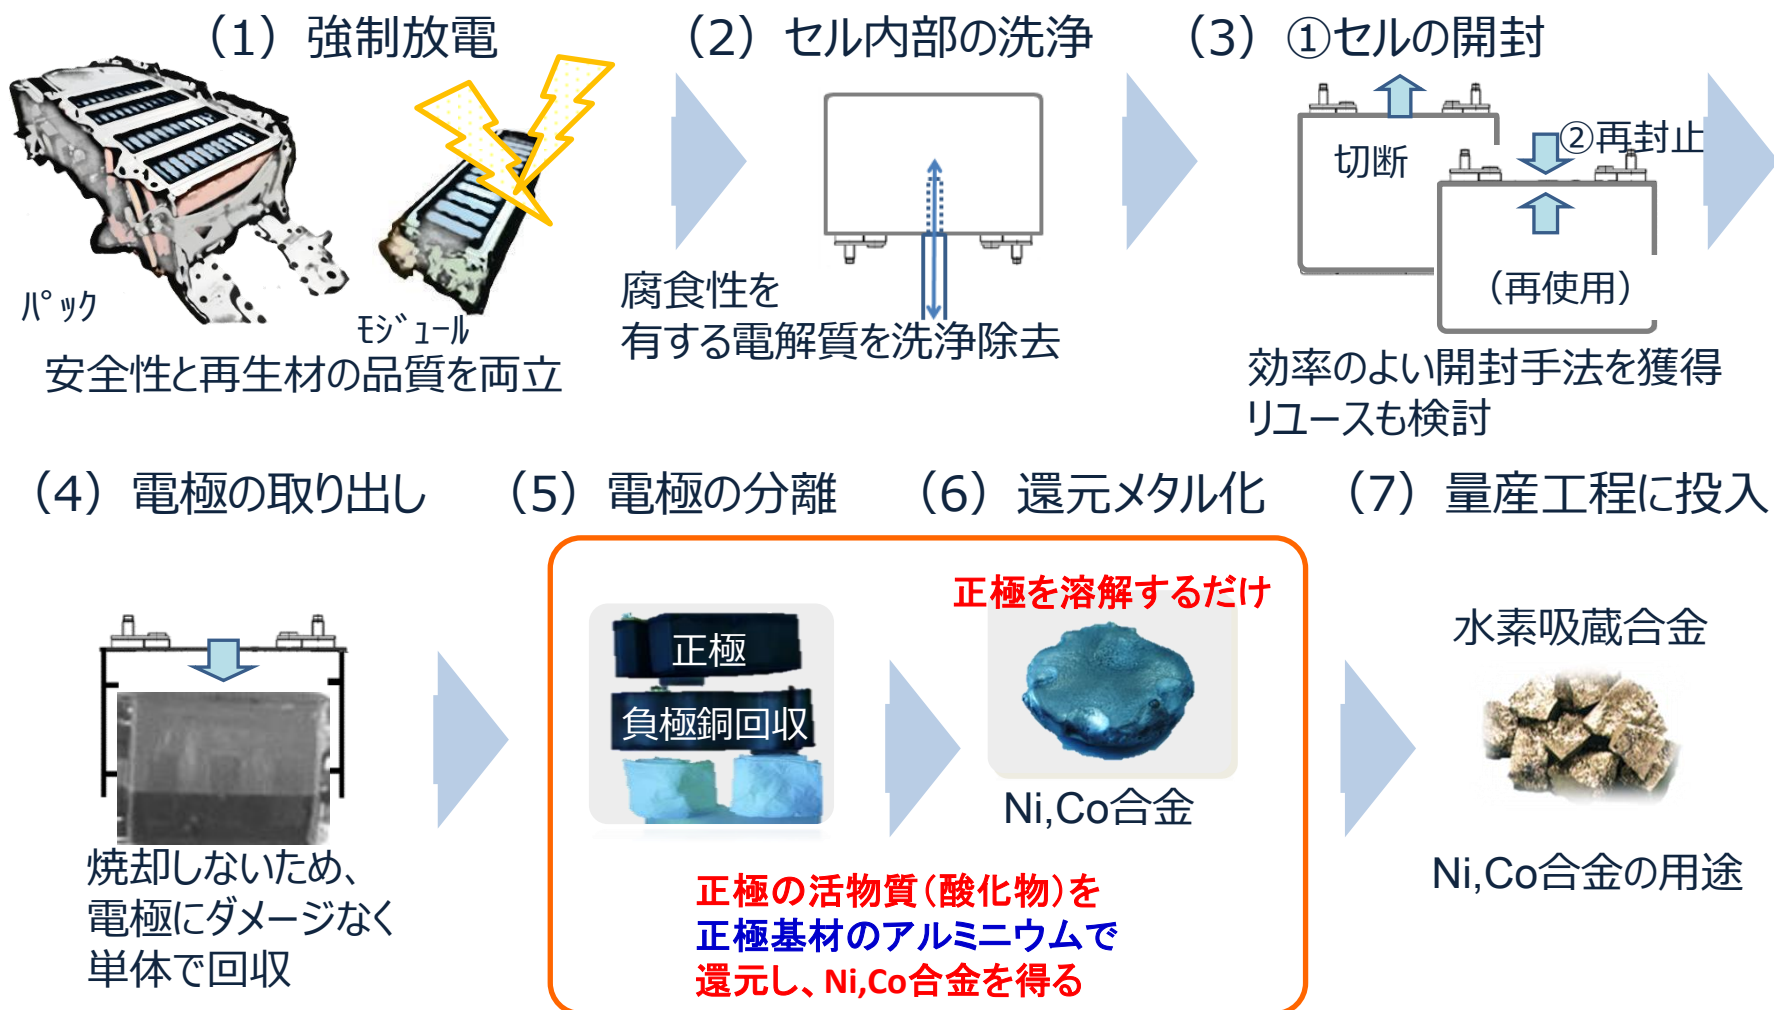 （1）強制放電
（2）セル内部の洗浄
（3）①セルの開封
ﾊﾟｯｸ
ﾓｼﾞｭｰﾙ
安全性と再生材の品質を両立
腐食性を
有する電解質を洗浄除去
切断
②再封止
（再使用）
効率のよい開封手法を獲得
リユースも検討
（4）電極の取り出し
（5）電極の分離
（6）還元メタル化
（7）量産工程に投入
焼却しないため、
電極にダメージなく
単体で回収
正極
負極銅回収
正極を溶解するだけ
Ni,Co合金
正極の活物質（酸化物）を
正極基材のアルミニウムで
還元し、Ni,Co合金を得る
水素吸蔵合金
Ni,Co合金の用途